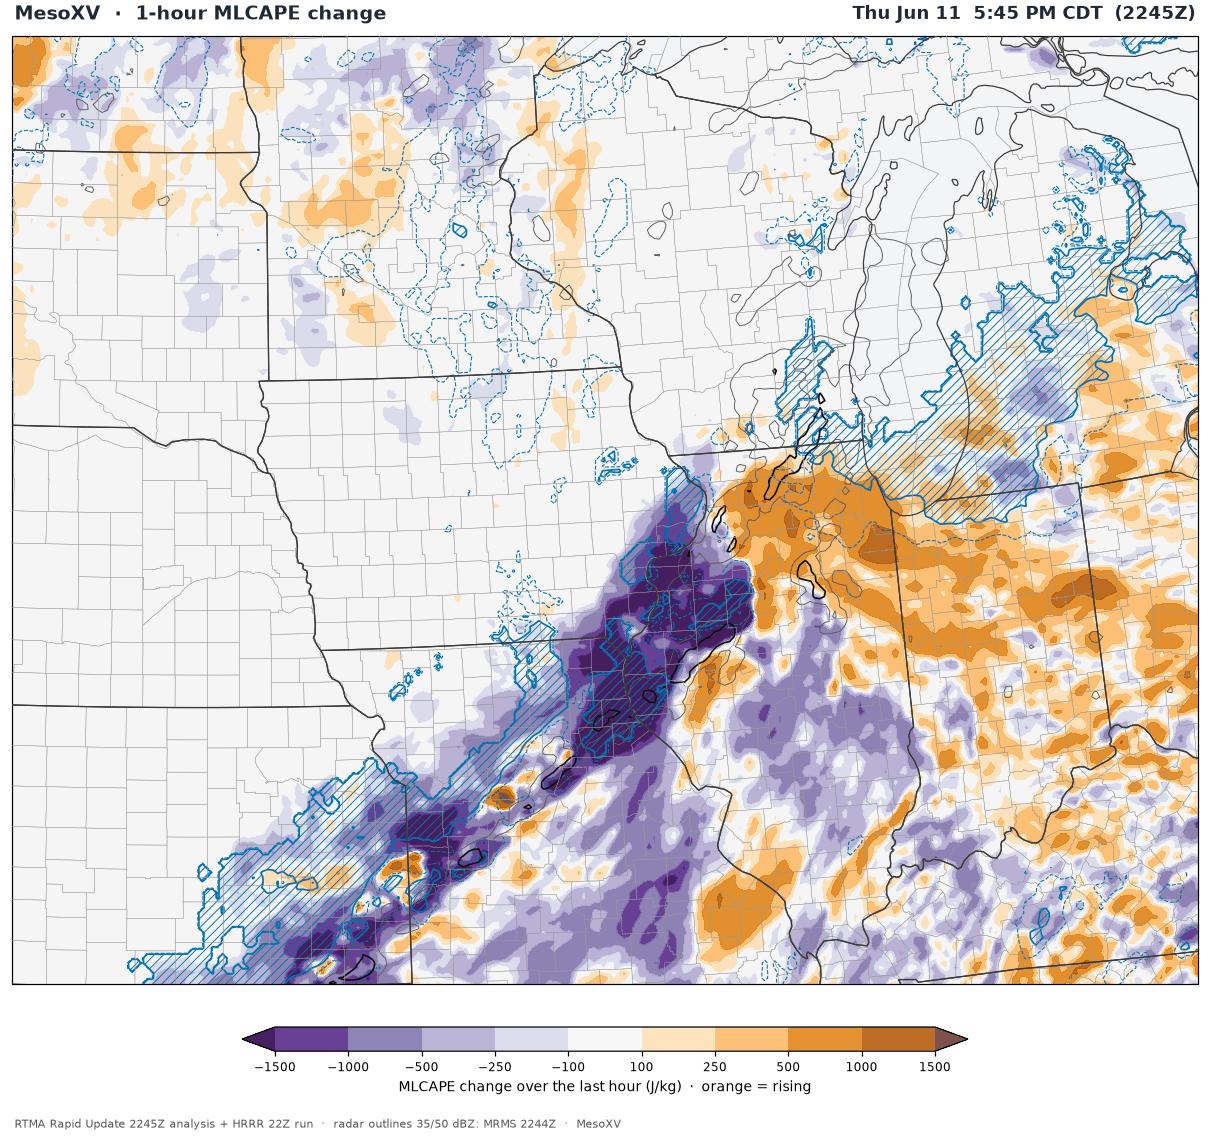 MesoXV · 1-hour MLCAPE change
Thu Jun 11 5:45 PM CDT (2245Z)
−1500 −1000 −500 −250 −100 100 250 500 1000 1500
MLCAPE change over the last hour (J/kg) · orange = rising
RTMA Rapid Update 2245Z analysis + HRRR 22Z run · radar outlines 35/50 dBZ: MRMS 2244Z · MesoXV